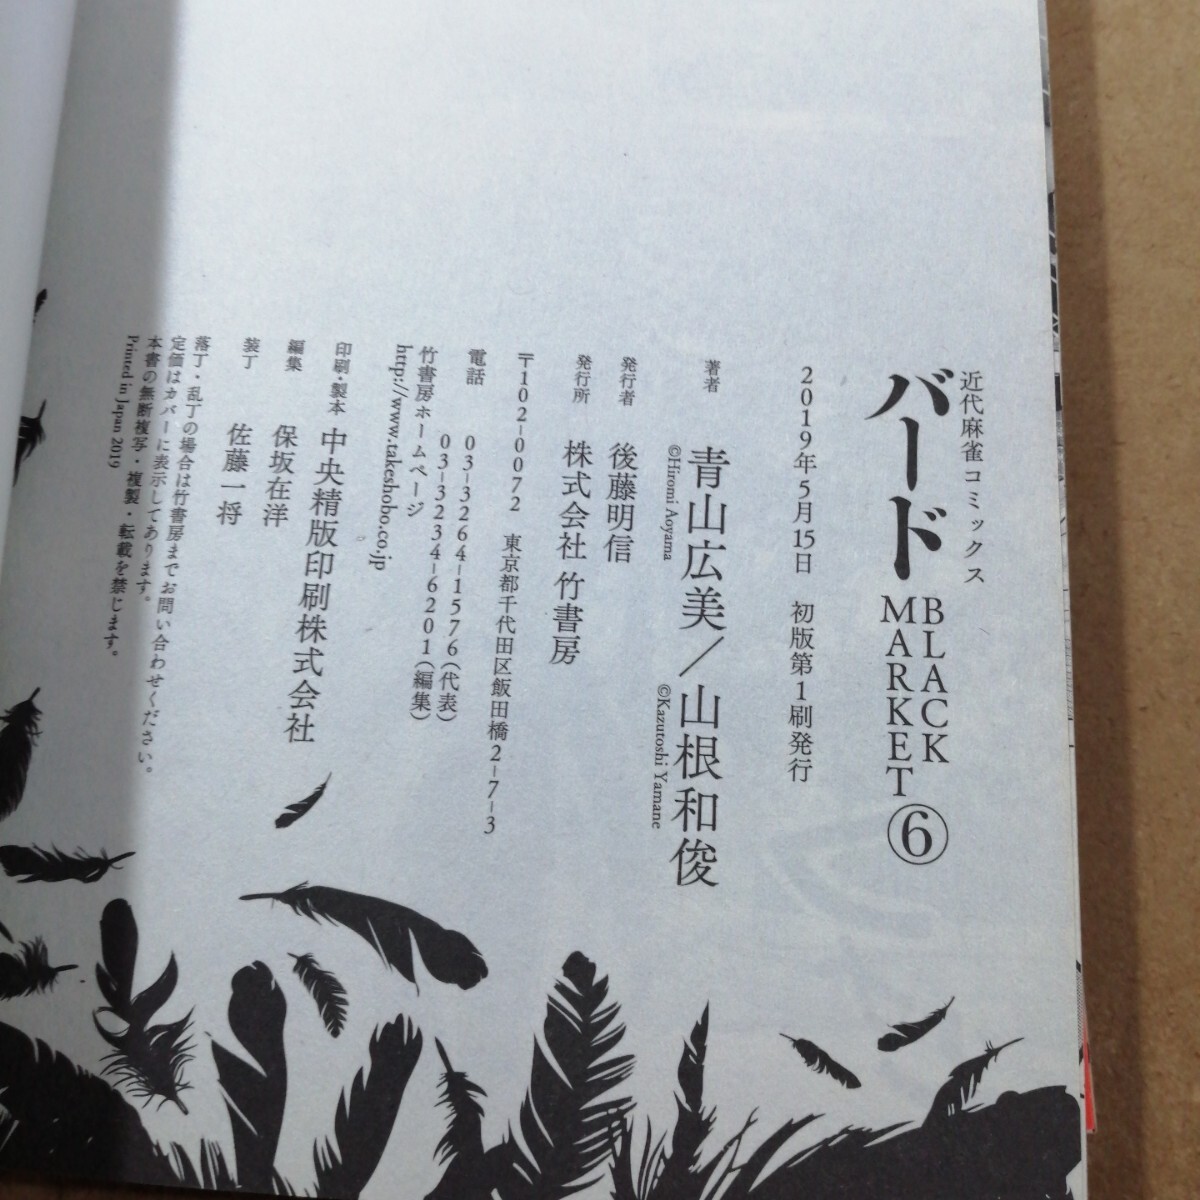 近代麻雀コミックス
バード BLACK MARKET ⑥
2019年5月15日　初版第1刷発行
著者　青山広美／山根和俊
©Hiromi Aoyama　©Kazutoshi Yamane
発行者　後藤明信
発行所　株式会社 竹書房
〒102-0072　東京都千代田区飯田橋2-7-3
電話　03-3264-1576(代表)
03-3234-6201(編集)
竹書房ホームページ
http://www.takeshobo.co.jp
印刷・製本　中央精版印刷株式会社
編集　保坂在洋
装丁　佐藤一将
落丁・乱丁の場合は竹書房までお問い合わせください。
定価はカバーに表示してあります。
本書の無断複写・複製・転載を禁じます。
Printed in Japan 2019